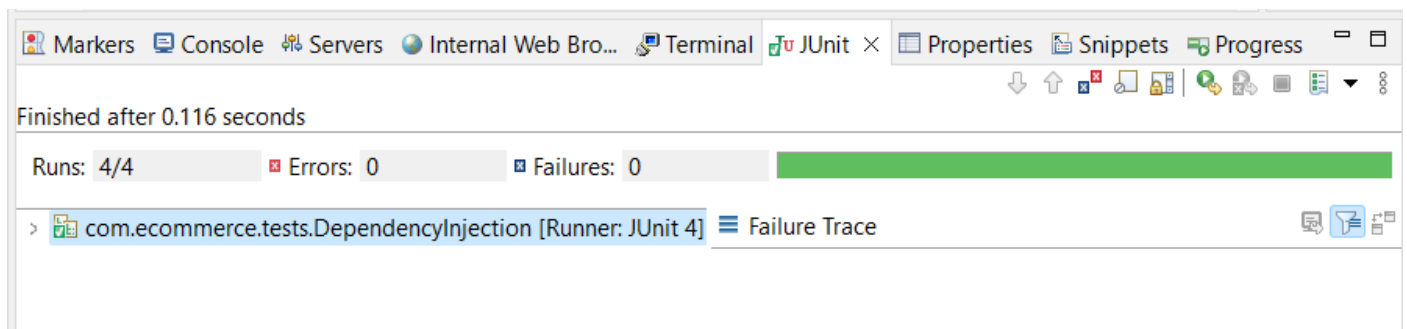 Markers Console Servers Internal Web Bro... Terminal JUnit Properties Snippets Progress
Finished after 0.116 seconds
Runs: 4/4 Errors: 0 Failures: 0
com.ecommerce.tests.DependencyInjection [Runner: JUnit 4] Failure Trace